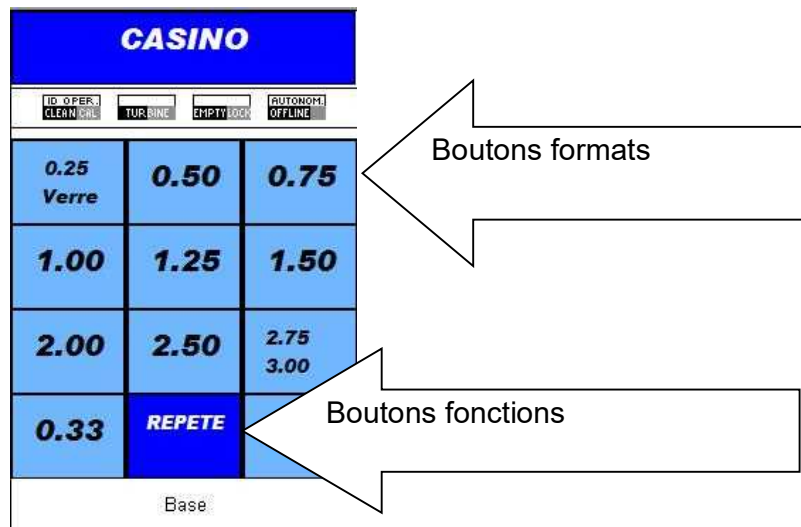 CASINO
ID OPER. AUTONOM.
CLEAN CAL TURBINE EMPTY LOCK OFFLINE
0.25 0.50 0.75
Verre
Boutons formats
1.00 1.25 1.50
2.00 2.50 2.75
3.00
0.33 REPETE
Boutons fonctions
Base